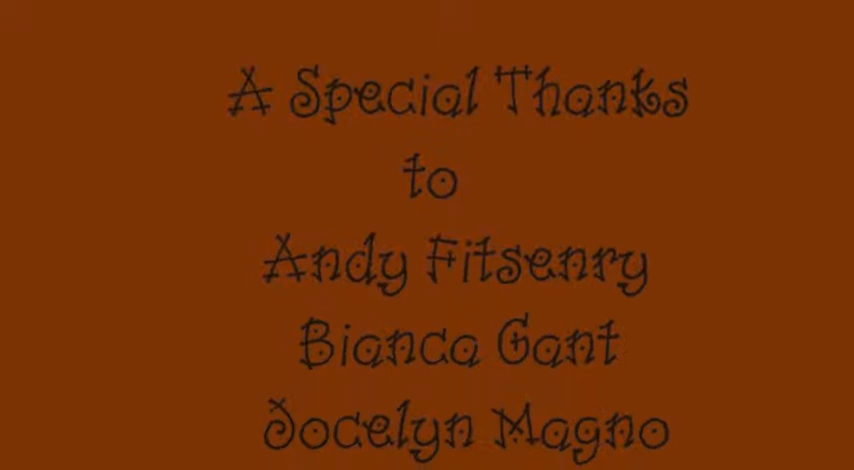 A Special Thanks
to
Andy Fitsenry
Bianca Gant
Jocelyn Magno